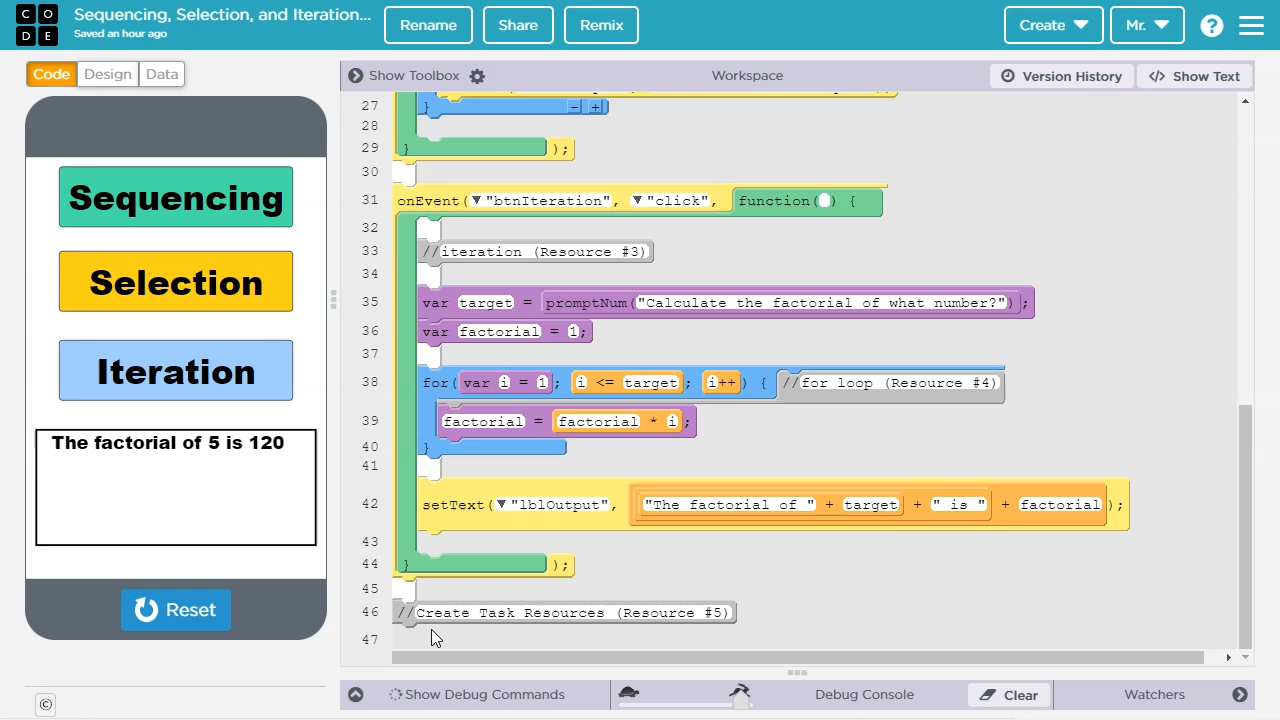 C O
D E
Sequencing, Selection, and Iteration...
Saved an hour ago
Rename
Share
Remix
Create
Mr.
?
Code
Design
Data
Show Toolbox
Workspace
Version History
</> Show Text
27 } - +
28
29 } );
30
31 onEvent( "btnIteration", "click", function( ) {
32
33 //iteration (Resource #3)
34
35 var target = promptNum("Calculate the factorial of what number?");
36 var factorial = 1;
37
38 for(var i = 1; i <= target; i++) { //for loop (Resource #4)
39 factorial = factorial * i;
40 }
41
42 setText( "lblOutput", "The factorial of " + target + " is " + factorial);
43
44 } );
45
46 //Create Task Resources (Resource #5)
47
Sequencing
Selection
Iteration
The factorial of 5 is 120
Reset
©
Show Debug Commands
Debug Console
Clear
Watchers